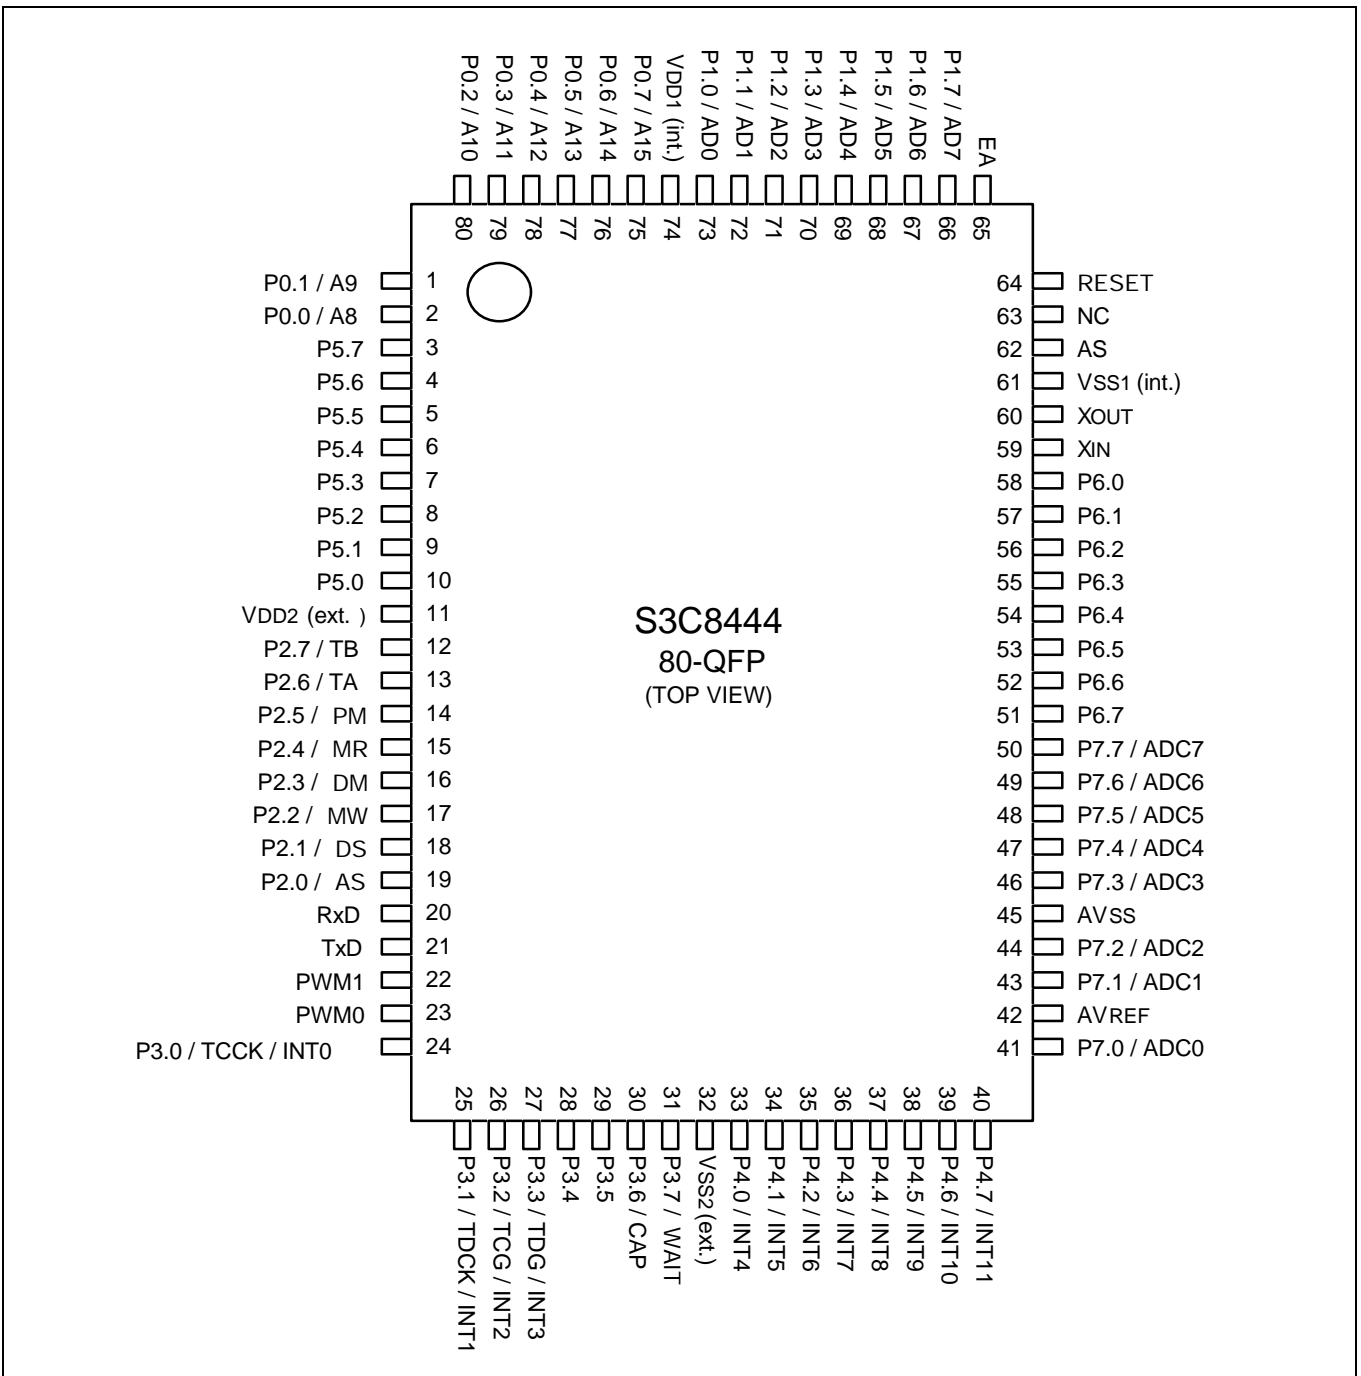 P0.2 / A10
P0.3 / A11
P0.4 / A12
P0.5 / A13
P0.6 / A14
P0.7 / A15
VDD1 (int.)
P1.0 / AD0
P1.1 / AD1
P1.2 / AD2
P1.3 / AD3
P1.4 / AD4
P1.5 / AD5
P1.6 / AD6
P1.7 / AD7
EA
80 79 78 77 76 75 74 73 72 71 70 69 68 67 66 65
P0.1 / A9 1
P0.0 / A8 2
P5.7 3
P5.6 4
P5.5 5
P5.4 6
P5.3 7
P5.2 8
P5.1 9
P5.0 10
VDD2 (ext. ) 11
P2.7 / TB 12
P2.6 / TA 13
P2.5 / PM 14
P2.4 / MR 15
P2.3 / DM 16
P2.2 / MW 17
P2.1 / DS 18
P2.0 / AS 19
RxD 20
TxD 21
PWM1 22
PWM0 23
P3.0 / TCCK / INT0 24
S3C8444
80-QFP
(TOP VIEW)
64 RESET
63 NC
62 AS
61 VSS1 (int.)
60 XOUT
59 XIN
58 P6.0
57 P6.1
56 P6.2
55 P6.3
54 P6.4
53 P6.5
52 P6.6
51 P6.7
50 P7.7 / ADC7
49 P7.6 / ADC6
48 P7.5 / ADC5
47 P7.4 / ADC4
46 P7.3 / ADC3
45 AVSS
44 P7.2 / ADC2
43 P7.1 / ADC1
42 AVREF
41 P7.0 / ADC0
25 26 27 28 29 30 31 32 33 34 35 36 37 38 39 40
P3.1 / TDCK / INT1
P3.2 / TCG / INT2
P3.3 / TDG / INT3
P3.4
P3.5
P3.6 / CAP
P3.7 / WAIT
VSS2 (ext.)
P4.0 / INT4
P4.1 / INT5
P4.2 / INT6
P4.3 / INT7
P4.4 / INT8
P4.5 / INT9
P4.6 / INT10
P4.7 / INT11